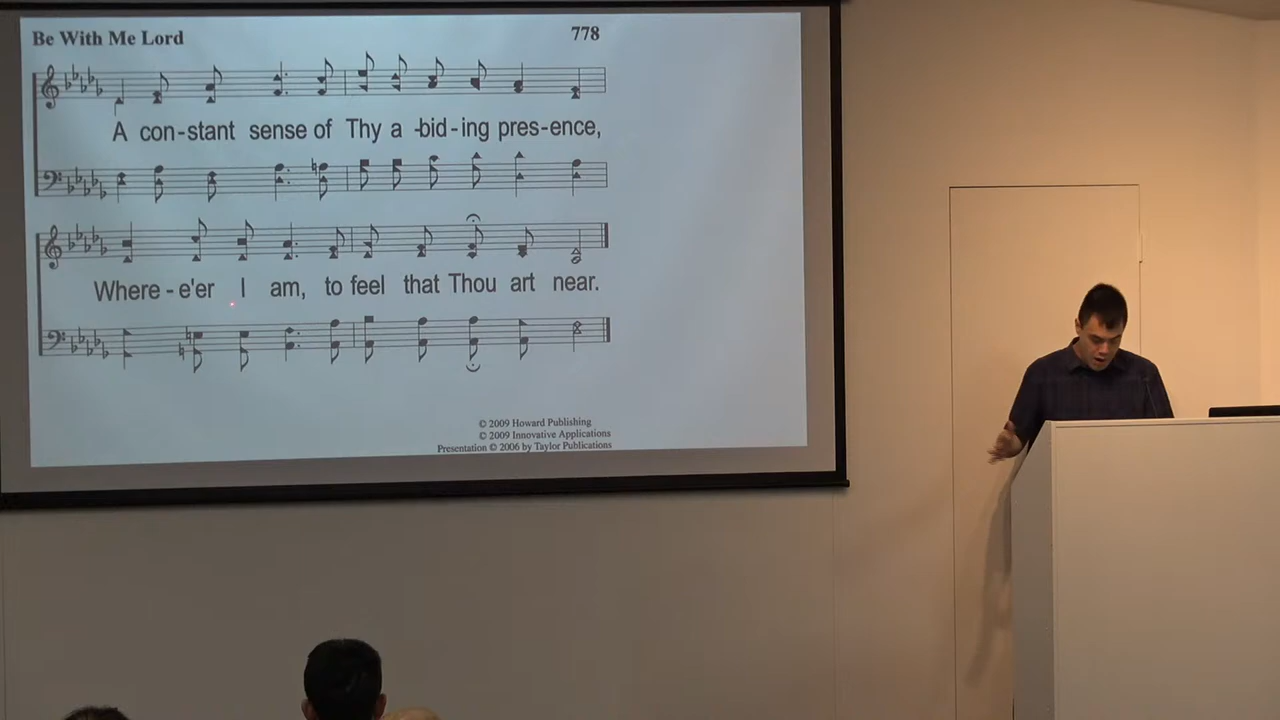 Be With Me Lord 778
A con-stant sense of Thy a -bid-ing pres-ence,
Where-e'er I am, to feel that Thou art near.
© 2009 Howard Publishing
© 2009 Innovative Applications
Presentation © 2006 by Taylor Publications